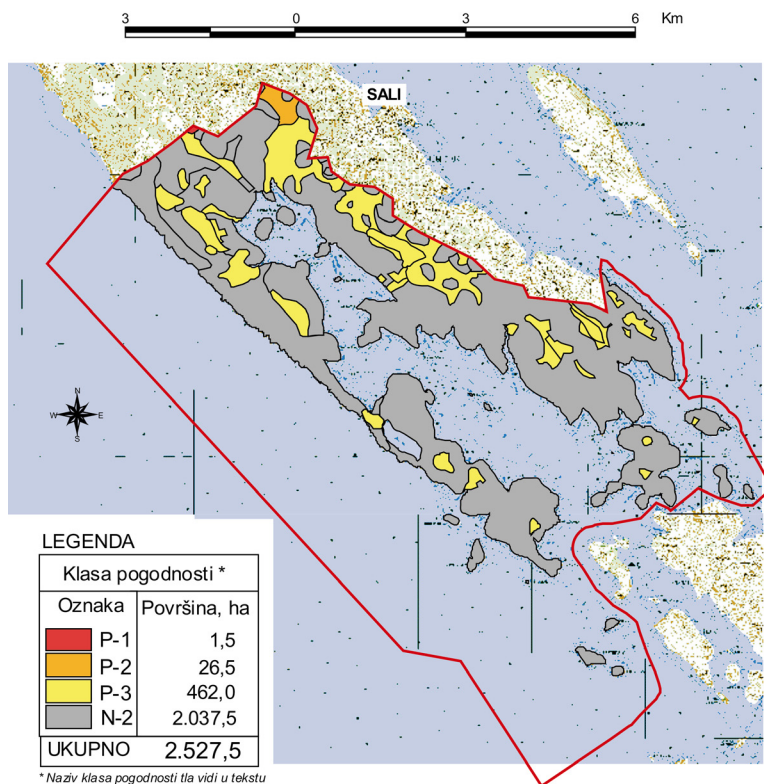 3 0 3 6 Km
SALI
N
W E
S
LEGENDA
Klasa pogodnosti *
Oznaka Površina, ha
P-1 1,5
P-2 26,5
P-3 462,0
N-2 2.037,5
UKUPNO 2.527,5
* Naziv klasa pogodnosti tla vidi u tekstu